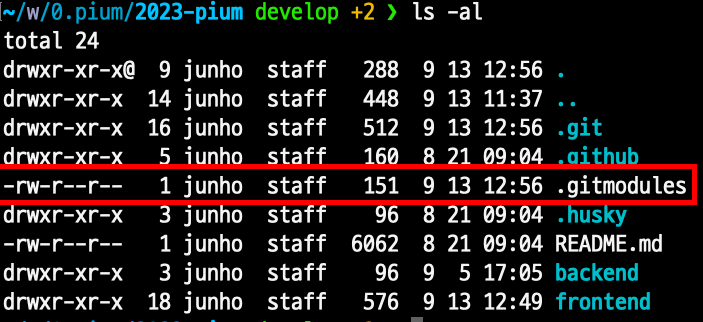 ~/w/0.pium/2023-pium develop +2 ❯ ls -al
total 24
drwxr-xr-x@  9 junho  staff   288  9 13 12:56 .
drwxr-xr-x  14 junho  staff   448  9 13 11:37 ..
drwxr-xr-x  16 junho  staff   512  9 13 12:56 .git
drwxr-xr-x   5 junho  staff   160  8 21 09:04 .github
-rw-r--r--   1 junho  staff   151  9 13 12:56 .gitmodules
drwxr-xr-x   3 junho  staff    96  8 21 09:04 .husky
-rw-r--r--   1 junho  staff  6062  8 21 09:04 README.md
drwxr-xr-x   3 junho  staff    96  9  5 17:05 backend
drwxr-xr-x  18 junho  staff   576  9 13 12:49 frontend